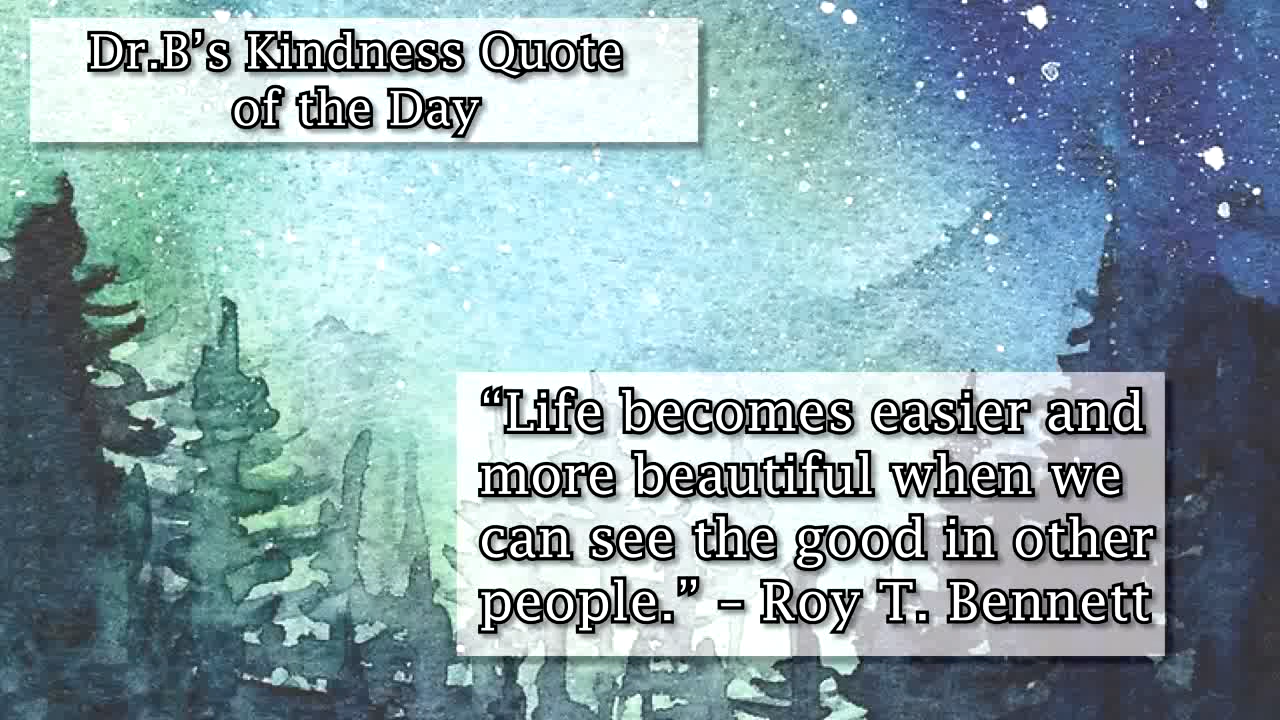 Dr.B’s Kindness Quote
of the Day
“Life becomes easier and
more beautiful when we
can see the good in other
people.” – Roy T. Bennett